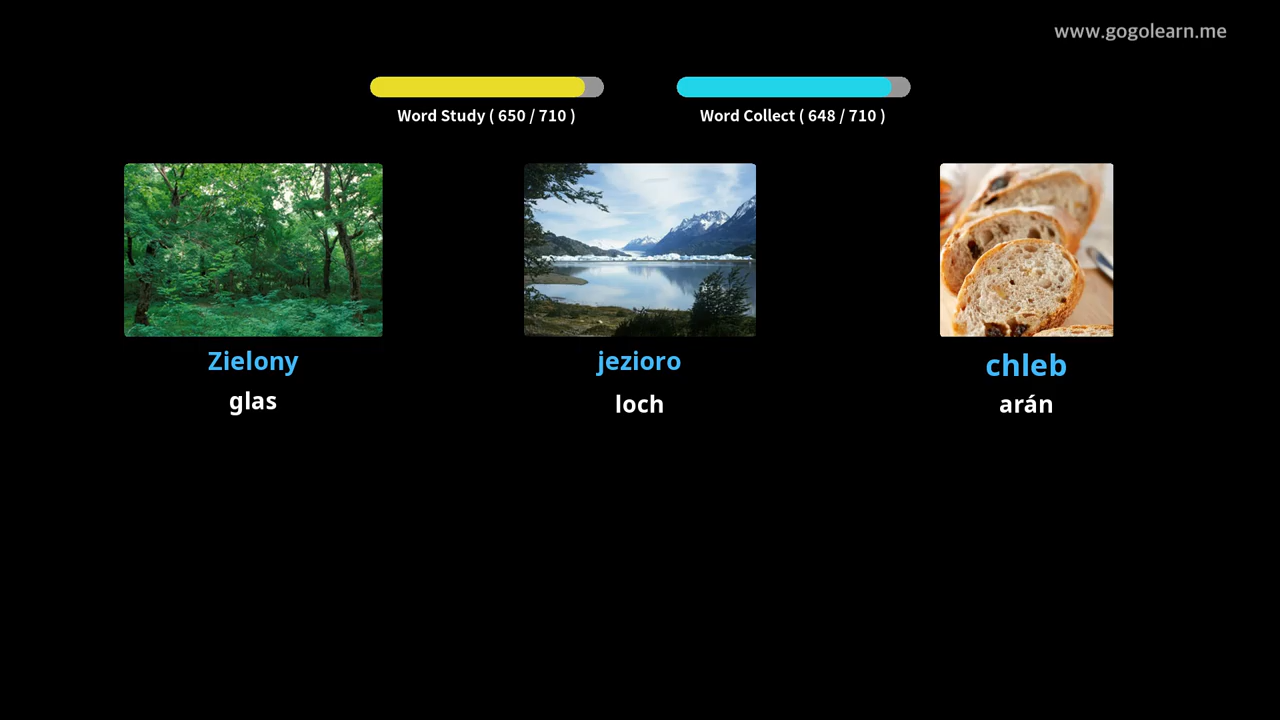 www.gogolearn.me
Word Study ( 650 / 710 )
Word Collect ( 648 / 710 )
Zielony
jezioro
chleb
glas
loch
arán